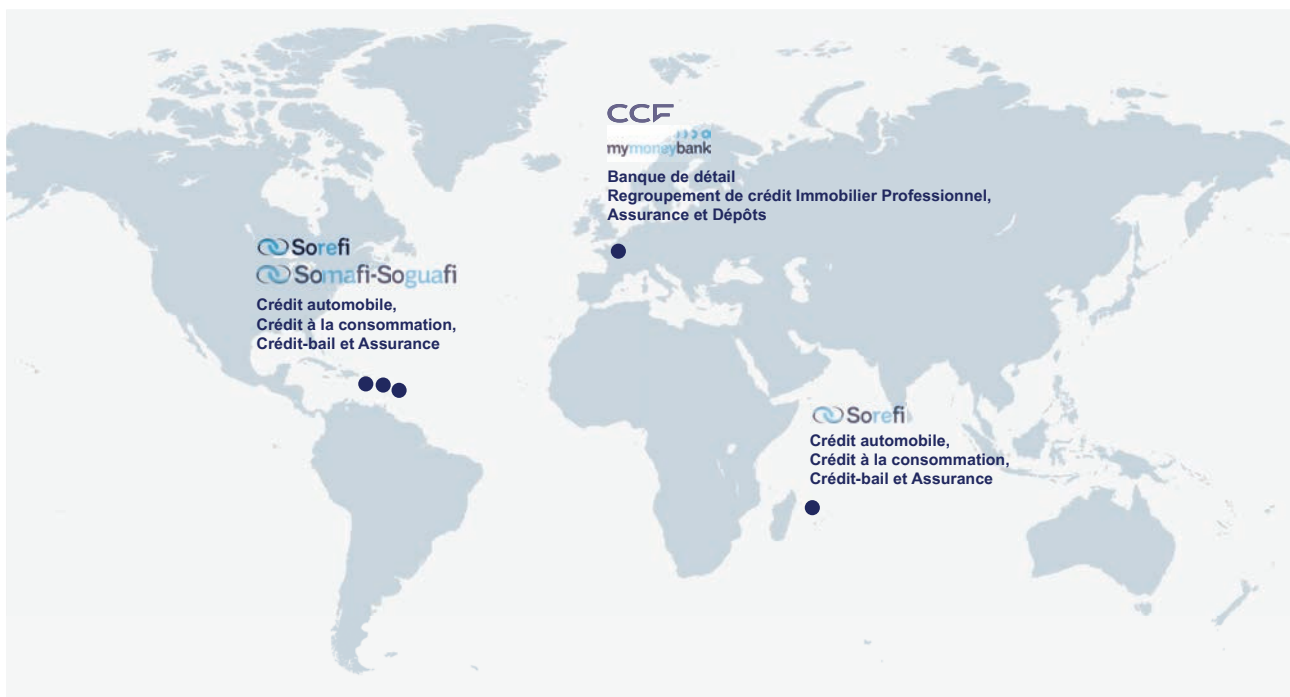 CCF
mymoneybank
Banque de détail
Regroupement de crédit Immobilier Professionnel,
Assurance et Dépôts
Sorefi
Somafi-Soguafi
Crédit automobile,
Crédit à la consommation,
Crédit-bail et Assurance
Sorefi
Crédit automobile,
Crédit à la consommation,
Crédit-bail et Assurance